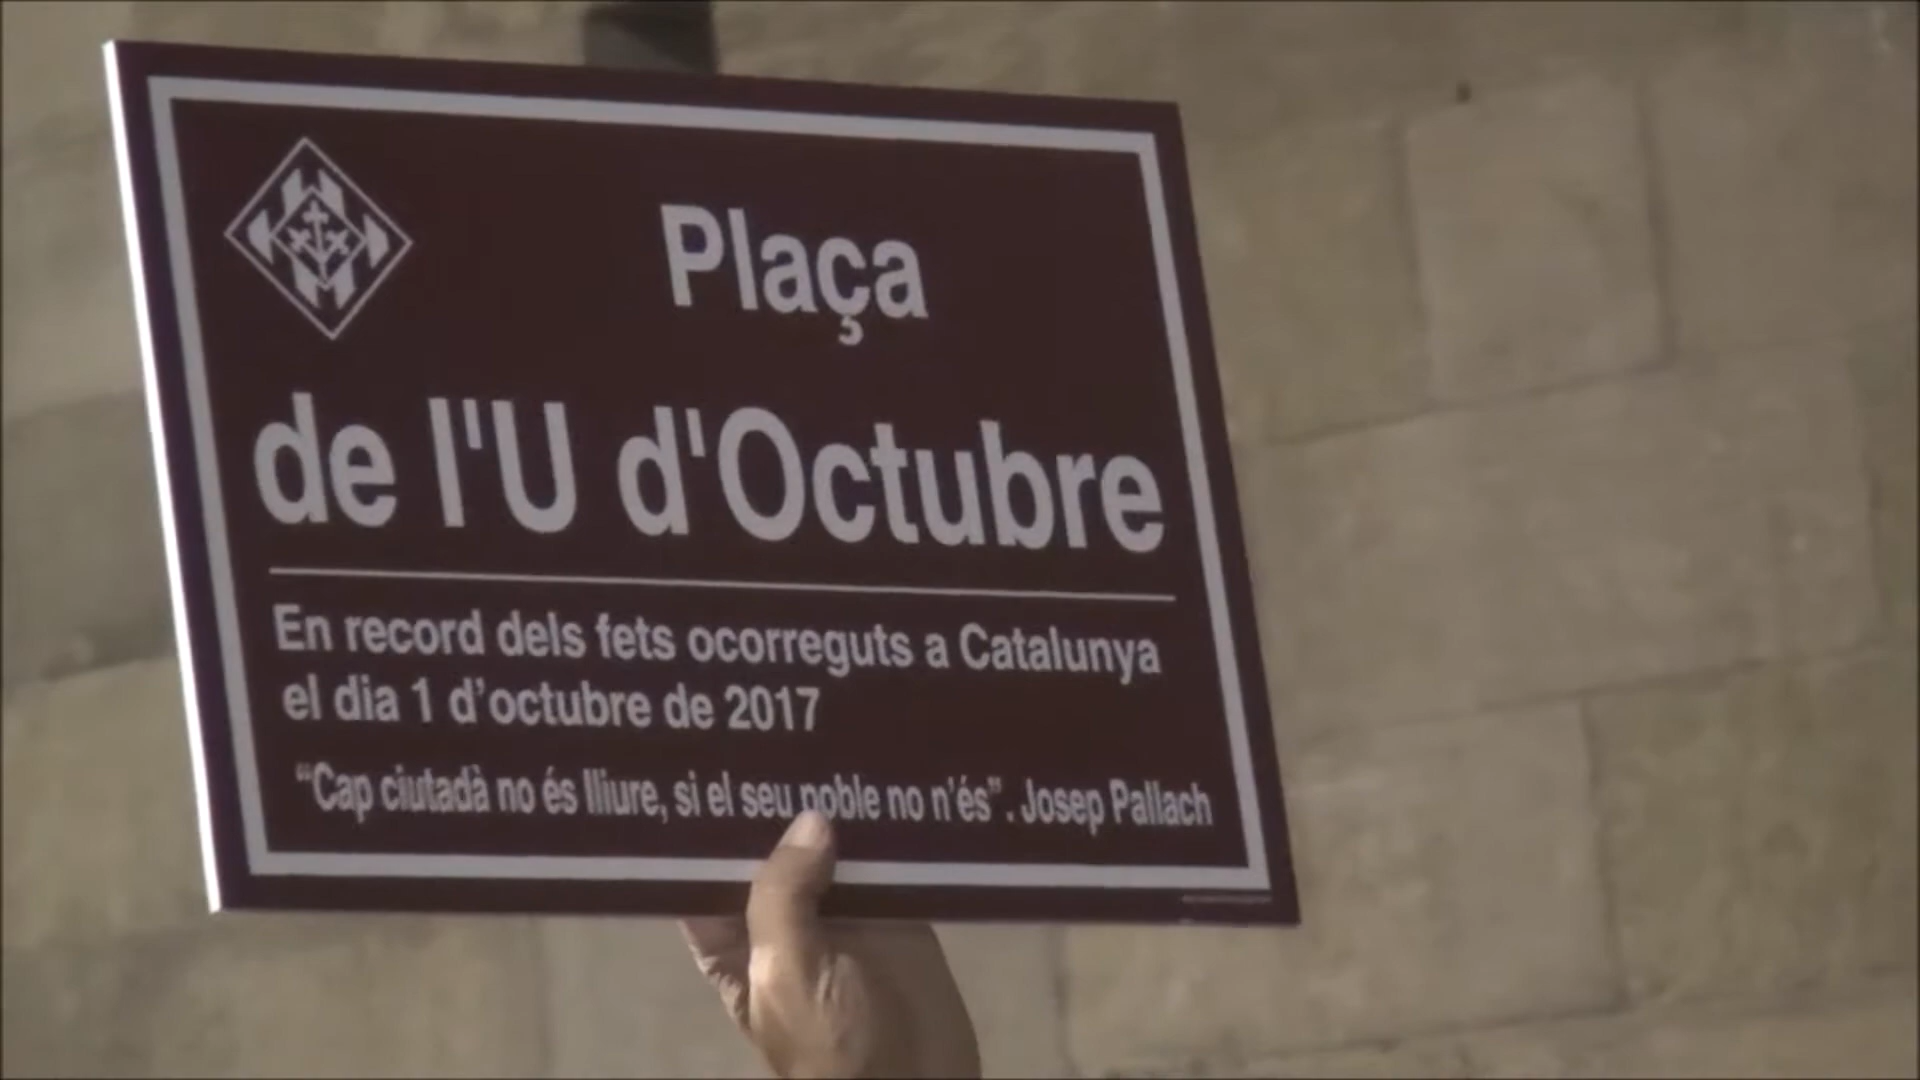 Plaça
de l'U d'Octubre
En record dels fets ocorreguts a Catalunya
el dia 1 d'octubre de 2017
“Cap ciutadà no és lliure, si el seu poble no n'és”. Josep Pallach